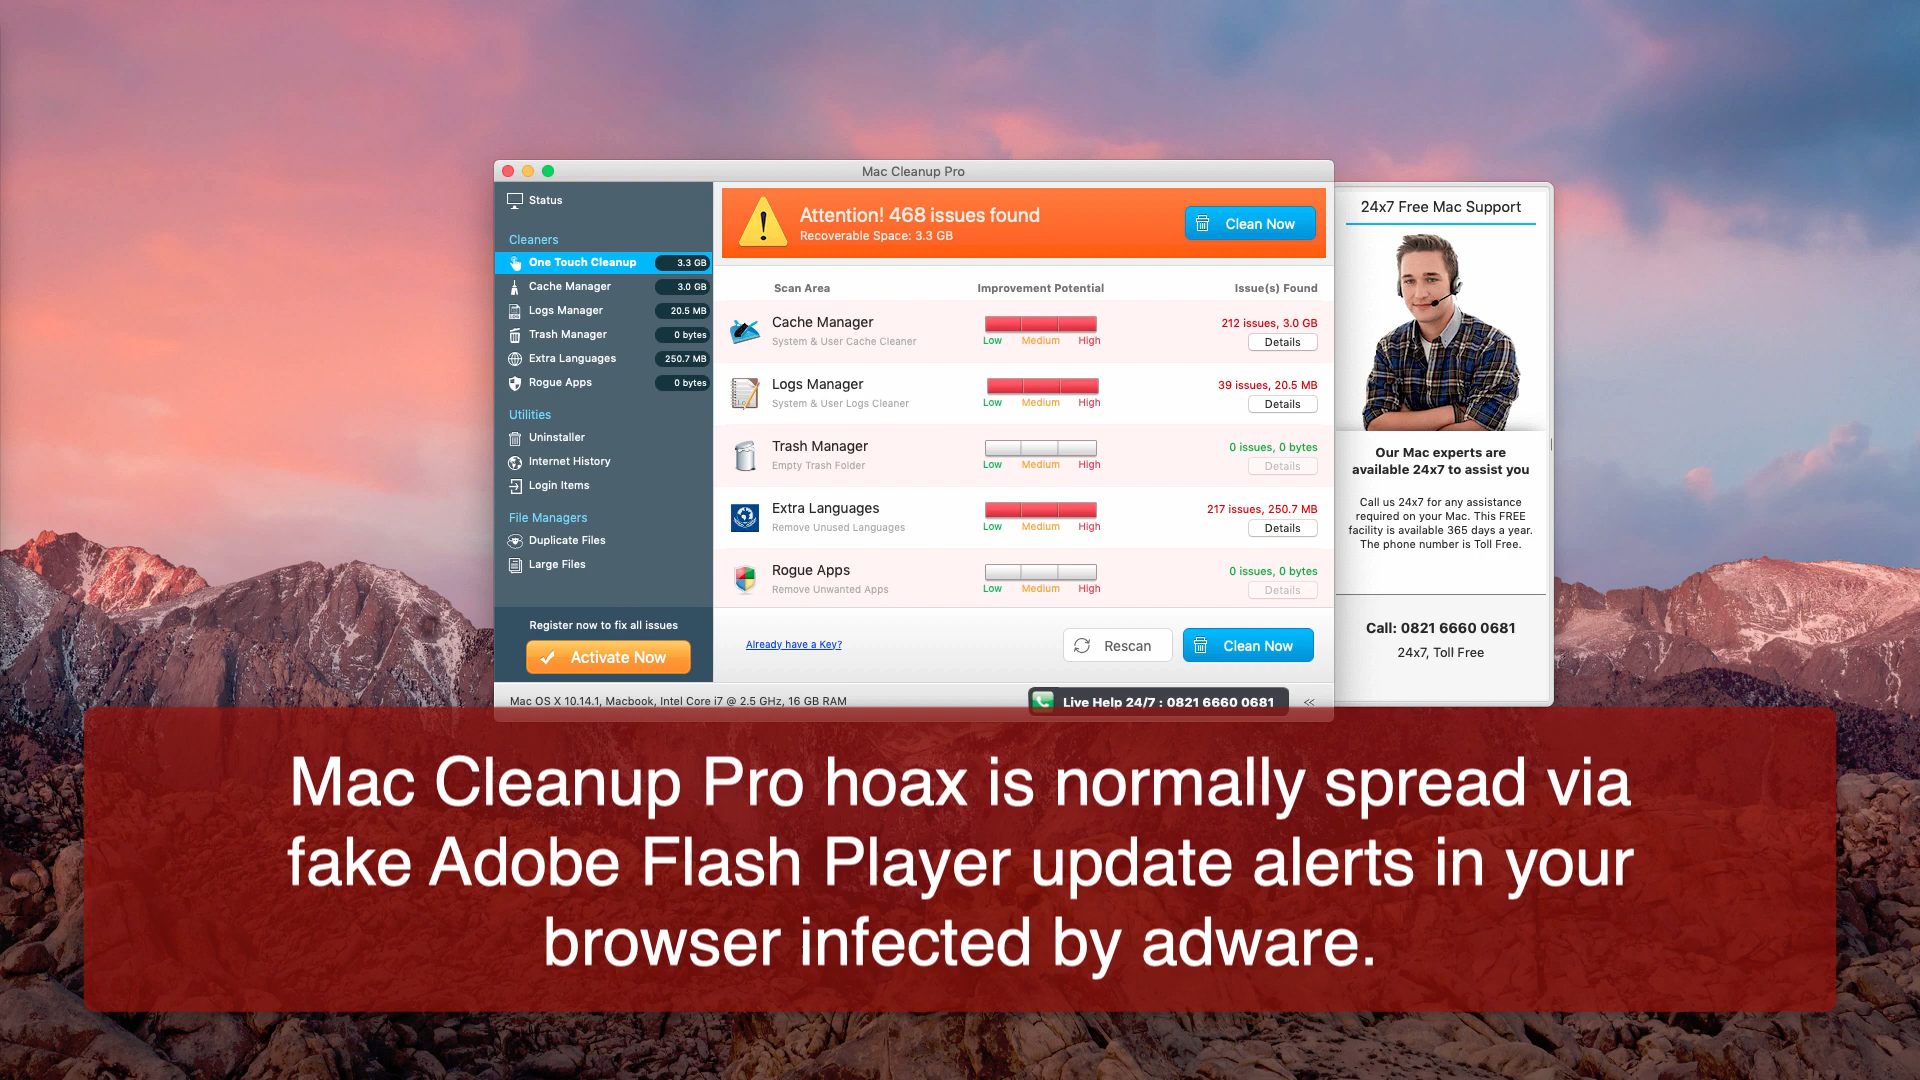 Mac Cleanup Pro
Status
Cleaners
One Touch Cleanup 3.3 GB
Cache Manager 3.0 GB
Logs Manager 20.5 MB
Trash Manager 0 bytes
Extra Languages 250.7 MB
Rogue Apps 0 bytes
Utilities
Uninstaller
Internet History
Login Items
File Managers
Duplicate Files
Large Files
Register now to fix all issues
Activate Now
Attention! 468 issues found
Recoverable Space: 3.3 GB
Clean Now
Scan Area Improvement Potential Issue(s) Found
Cache Manager
System & User Cache Cleaner
Low Medium High
212 issues, 3.0 GB
Details
Logs Manager
System & User Logs Cleaner
Low Medium High
39 issues, 20.5 MB
Details
Trash Manager
Empty Trash Folder
Low Medium High
0 issues, 0 bytes
Details
Extra Languages
Remove Unused Languages
Low Medium High
217 issues, 250.7 MB
Details
Rogue Apps
Remove Unwanted Apps
Low Medium High
0 issues, 0 bytes
Details
Already have a Key?
Rescan
Clean Now
Mac OS X 10.14.1, Macbook, Intel Core i7 @ 2.5 GHz, 16 GB RAM
Live Help 24/7 : 0821 6660 0681
<<
24x7 Free Mac Support
Our Mac experts are
available 24x7 to assist you
Call us 24x7 for any assistance
required on your Mac. This FREE
facility is available 365 days a year.
The phone number is Toll Free.
Call: 0821 6660 0681
24x7, Toll Free
Mac Cleanup Pro hoax is normally spread via
fake Adobe Flash Player update alerts in your
browser infected by adware.